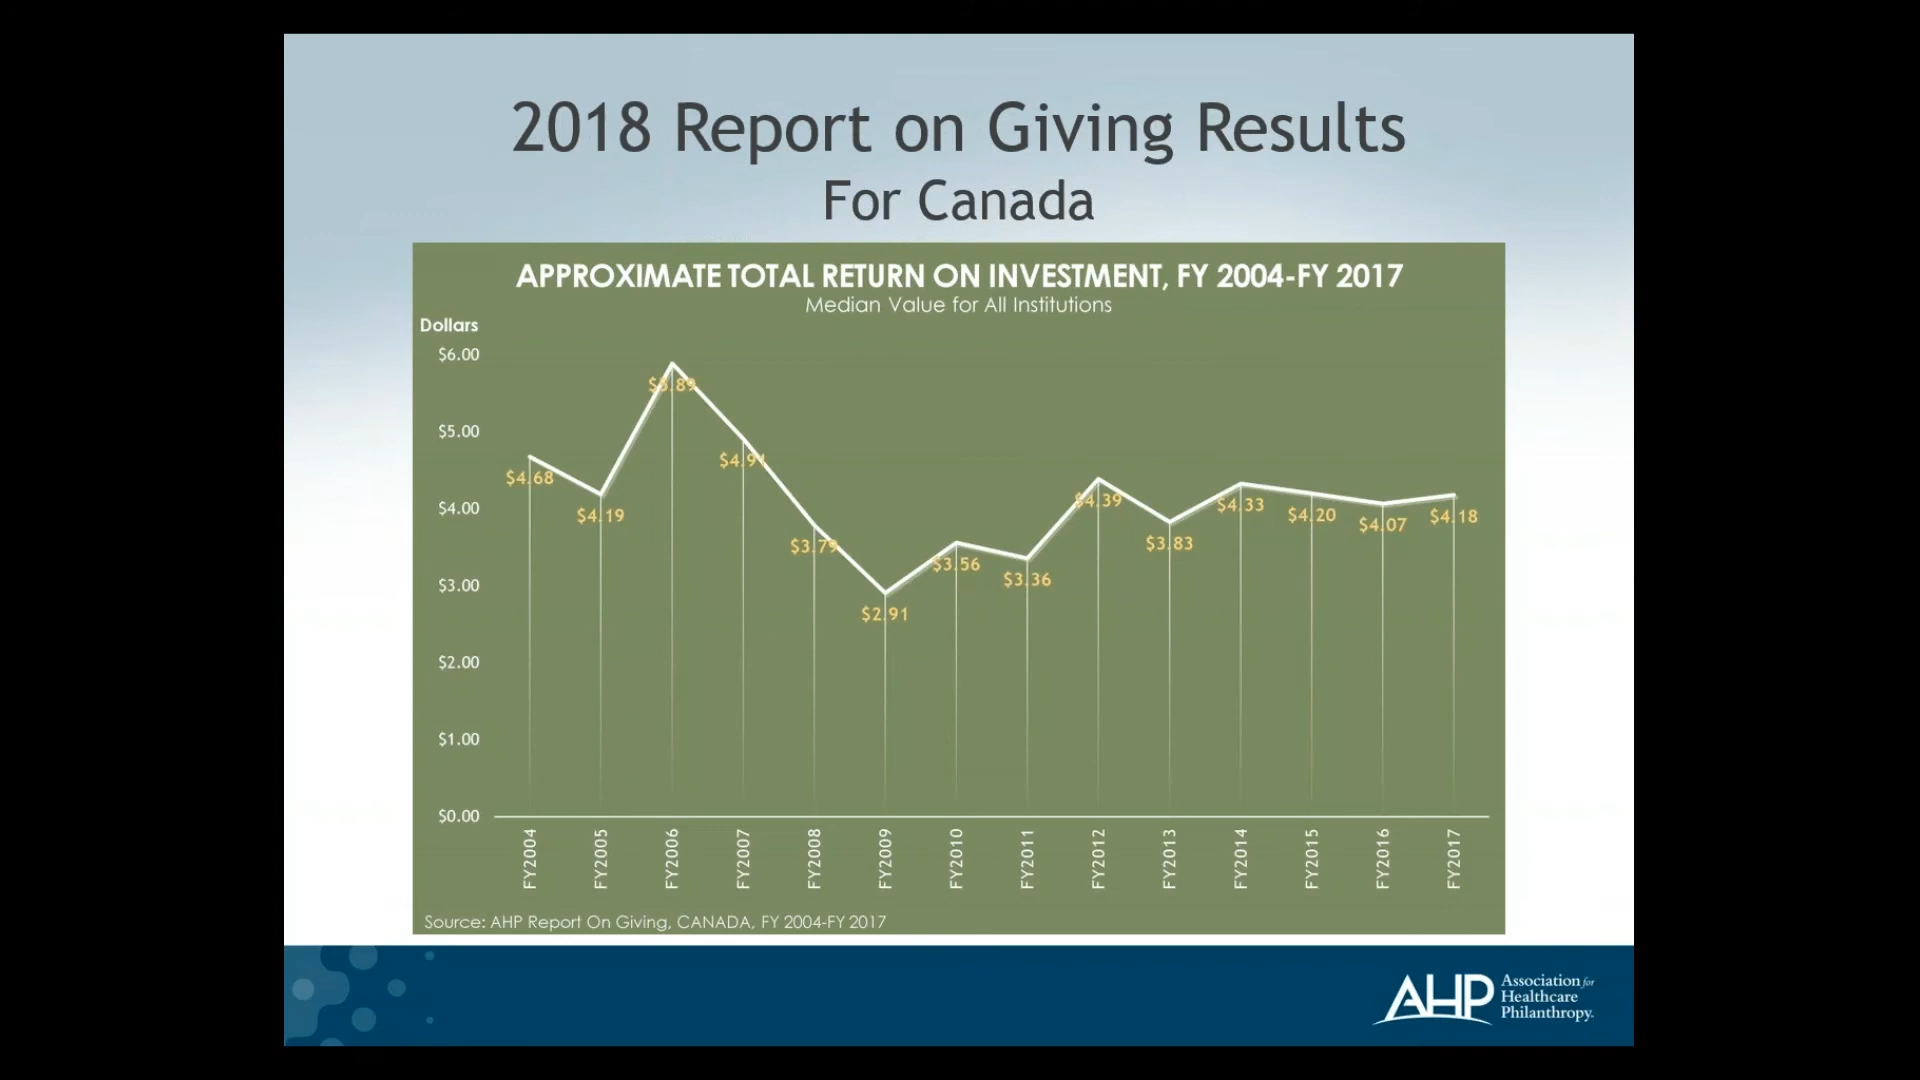 2018 Report on Giving Results
For Canada
APPROXIMATE TOTAL RETURN ON INVESTMENT, FY 2004-FY 2017
Median Value for All Institutions
Dollars
$6.00
$5.00
$4.00
$3.00
$2.00
$1.00
$0.00
$4.68
$4.19
$5.89
$4.91
$3.79
$2.91
$3.56
$3.36
$4.39
$3.83
$4.33
$4.20
$4.07
$4.18
FY2004
FY2005
FY2006
FY2007
FY2008
FY2009
FY2010
FY2011
FY2012
FY2013
FY2014
FY2015
FY2016
FY2017
Source: AHP Report On Giving, CANADA, FY 2004-FY 2017
AHP
Association for
Healthcare
Philanthropy.